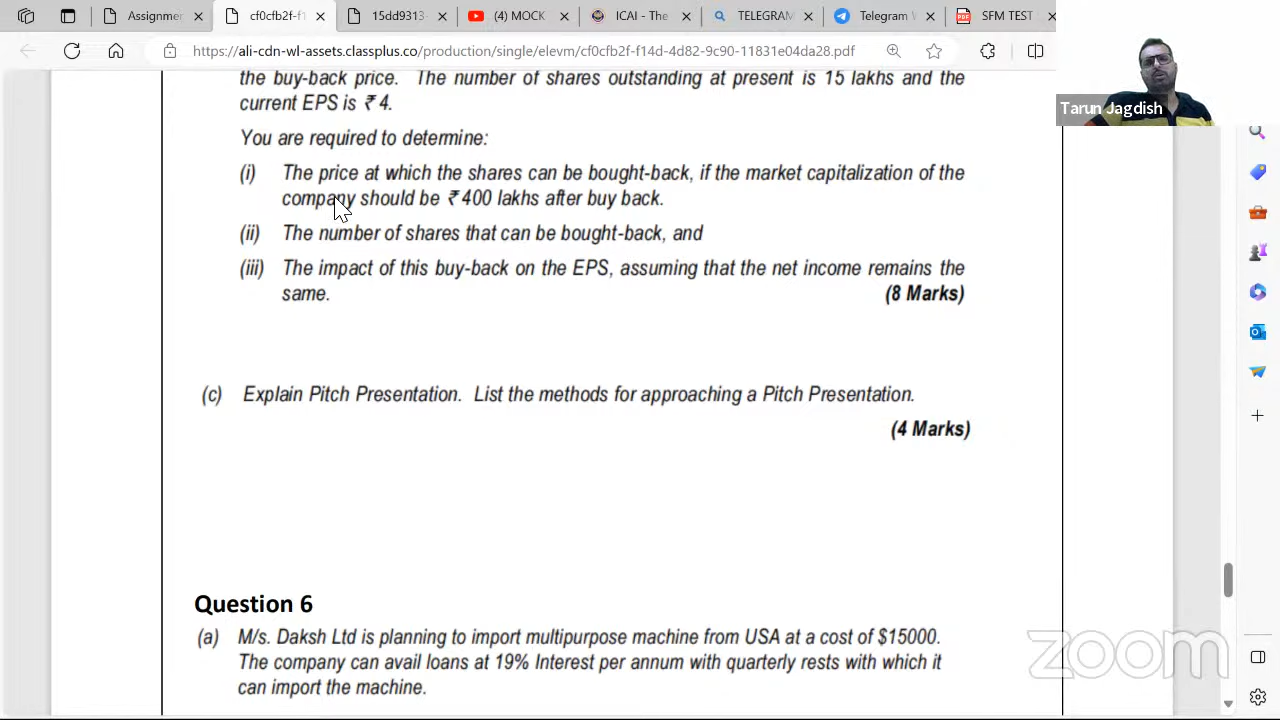 Assignme
cf0cfb2f-f1
15dd9313-
(4) MOCK
ICAI - The
TELEGRAM
Telegram V
SFM TEST
https://ali-cdn-wl-assets.classplus.co/production/single/elevm/cf0cfb2f-f14d-4d82-9c90-11831e04da28.pdf
Tarun Jagdish
the buy-back price. The number of shares outstanding at present is 15 lakhs and the
current EPS is ₹ 4.
You are required to determine:
(i) The price at which the shares can be bought-back, if the market capitalization of the
company should be ₹ 400 lakhs after buy back.
(ii) The number of shares that can be bought-back, and
(iii) The impact of this buy-back on the EPS, assuming that the net income remains the
same. (8 Marks)
(c) Explain Pitch Presentation. List the methods for approaching a Pitch Presentation.
(4 Marks)
Question 6
(a) M/s. Daksh Ltd is planning to import multipurpose machine from USA at a cost of $15000.
The company can avail loans at 19% Interest per annum with quarterly rests with which it
can import the machine.
zoom